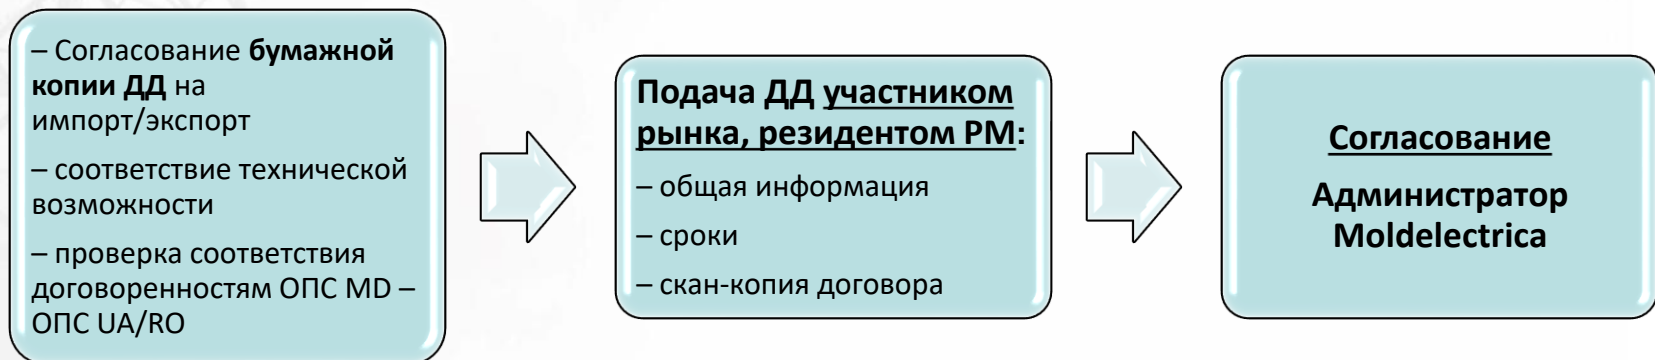 – Согласование бумажной
копии ДД на
импорт/экспорт
– соответствие технической
возможности
– проверка соответствия
договоренностям ОПС MD –
ОПС UA/RO
Подача ДД участником
рынка, резидентом РМ:
– общая информация
– сроки
– скан-копия договора
Согласование
Администратор
Moldelectrica